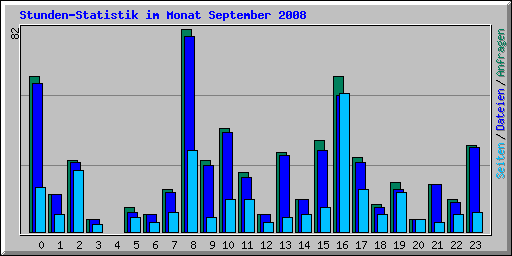 Stunden-Statistik im Monat September 2008
82
Seiten / Dateien / Anfragen
0 1 2 3 4 5 6 7 8 9 10 11 12 13 14 15 16 17 18 19 20 21 22 23